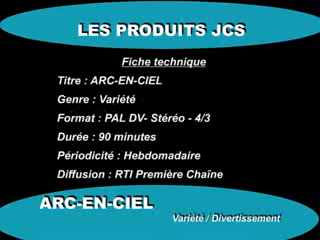 LES PRODUITS JCS
Fiche technique
Titre : ARC-EN-CIEL
Genre : Variété
Format : PAL DV- Stéréo - 4/3
Durée : 90 minutes
Périodicité : Hebdomadaire
Diffusion : RTI Première Chaîne
ARC-EN-CIEL
Variété / Divertissement